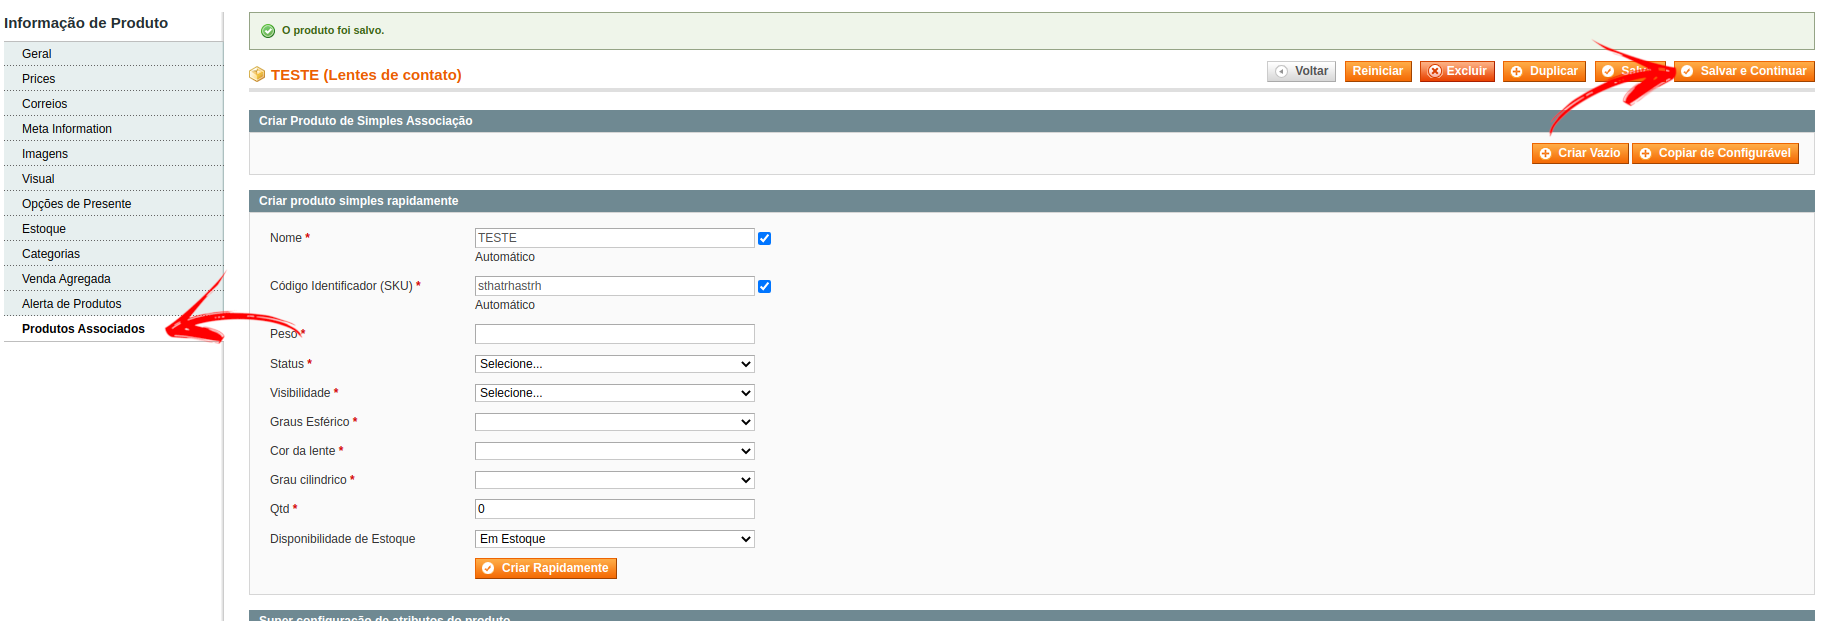 Informação de Produto
Geral
Prices
Correios
Meta Information
Imagens
Visual
Opções de Presente
Estoque
Categorias
Venda Agregada
Alerta de Produtos
Produtos Associados
O produto foi salvo.
TESTE (Lentes de contato)
Voltar Reiniciar Excluir Duplicar Salvar Salvar e Continuar
Criar Produto de Simples Associação
Criar Vazio Copiar de Configurável
Criar produto simples rapidamente
Nome * TESTE
Automático
Código Identificador (SKU) * sthatrhastrh
Automático
Peso *
Status * Selecione...
Visibilidade * Selecione...
Graus Esférico *
Cor da lente *
Grau cilindrico *
Qtd * 0
Disponibilidade de Estoque Em Estoque
Criar Rapidamente
Super configuração de atributos do produto